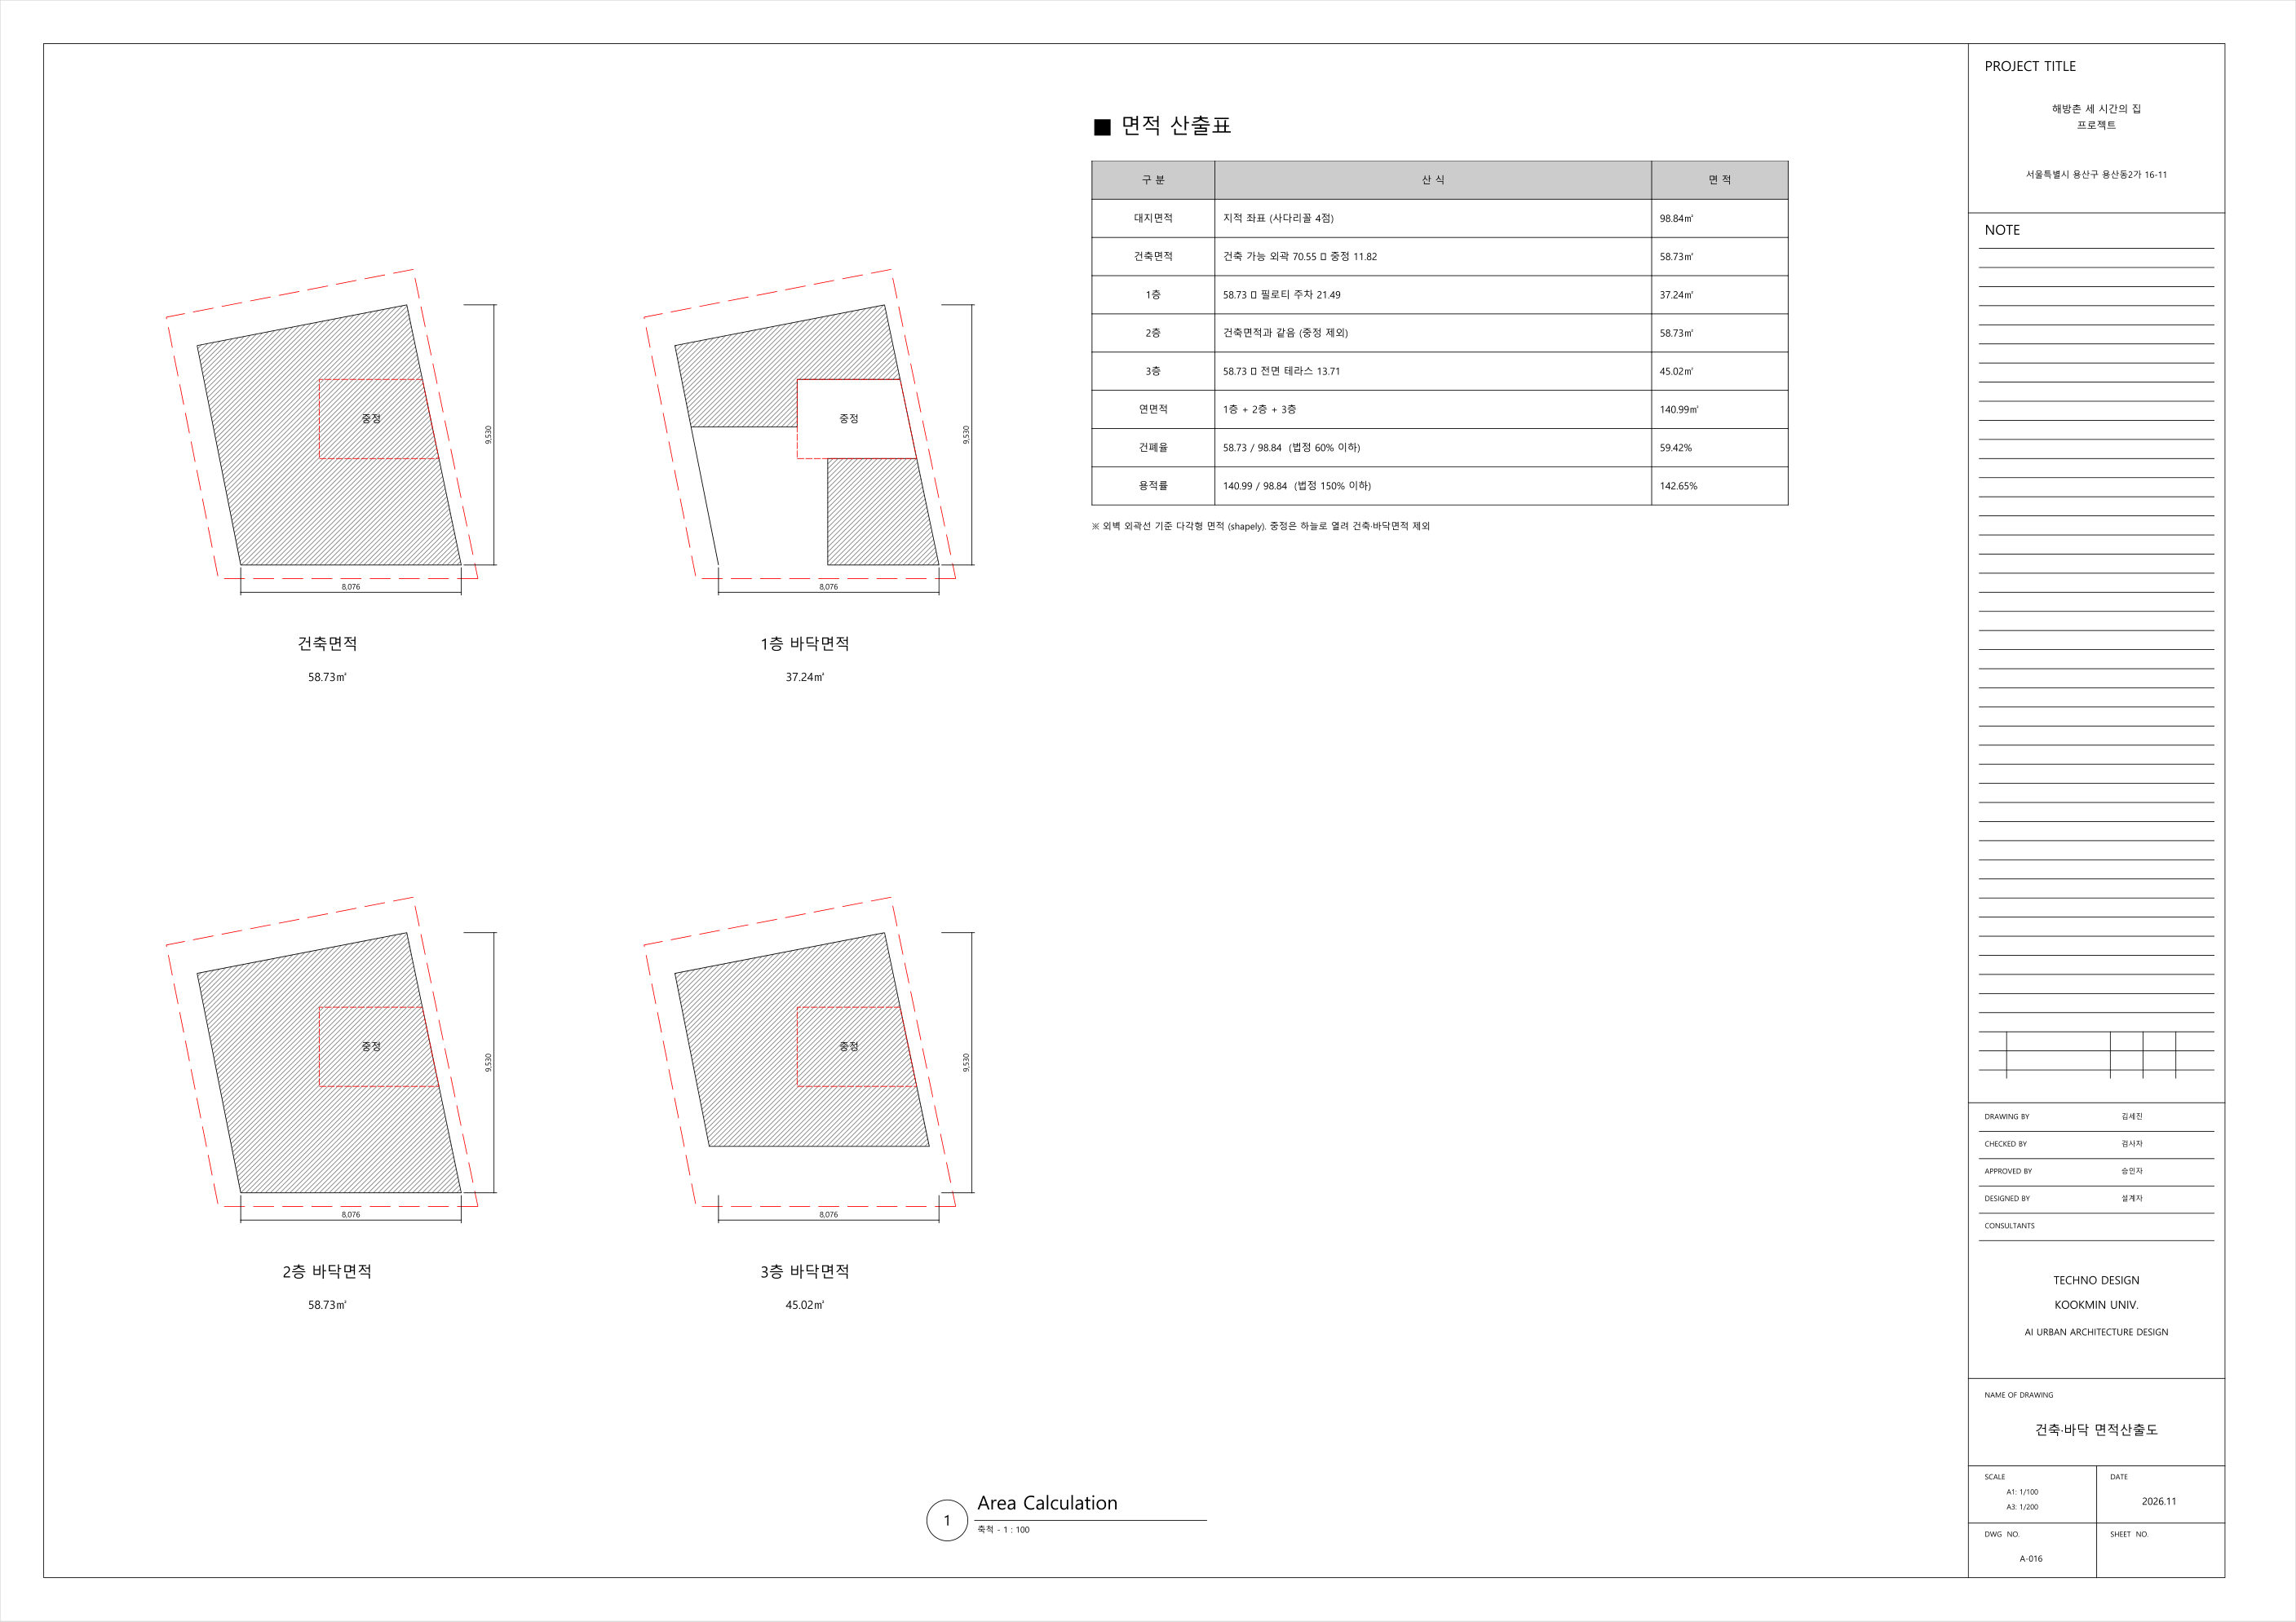 PROJECT TITLE
해방촌 세 시간의 집
프로젝트
서울특별시 용산구 용산동2가 16-11
NOTE
■ 면적 산출표
구 분 산 식 면 적
대지면적 지적 좌표 (사다리꼴 4점) 98.84㎡
건축면적 건축 가능 외곽 70.55 ▯ 중정 11.82 58.73㎡
1층 58.73 ▯ 필로티 주차 21.49 37.24㎡
2층 건축면적과 같음 (중정 제외) 58.73㎡
3층 58.73 ▯ 전면 테라스 13.71 45.02㎡
연면적 1층 + 2층 + 3층 140.99㎡
건폐율 58.73 / 98.84 (법정 60% 이하) 59.42%
용적률 140.99 / 98.84 (법정 150% 이하) 142.65%
※ 외벽 외곽선 기준 다각형 면적 (shapely). 중정은 하늘로 열려 건축·바닥면적 제외
중정
9,530
8,076
건축면적
58.73㎡
중정
9,530
8,076
1층 바닥면적
37.24㎡
중정
9,530
8,076
2층 바닥면적
58.73㎡
중정
9,530
8,076
3층 바닥면적
45.02㎡
1
Area Calculation
축척 - 1 : 100
DRAWING BY 김세진
CHECKED BY 검사자
APPROVED BY 승인자
DESIGNED BY 설계자
CONSULTANTS
TECHNO DESIGN
KOOKMIN UNIV.
AI URBAN ARCHITECTURE DESIGN
NAME OF DRAWING
건축·바닥 면적산출도
SCALE
A1: 1/100
A3: 1/200
DATE
2026.11
DWG NO.
A-016
SHEET NO.